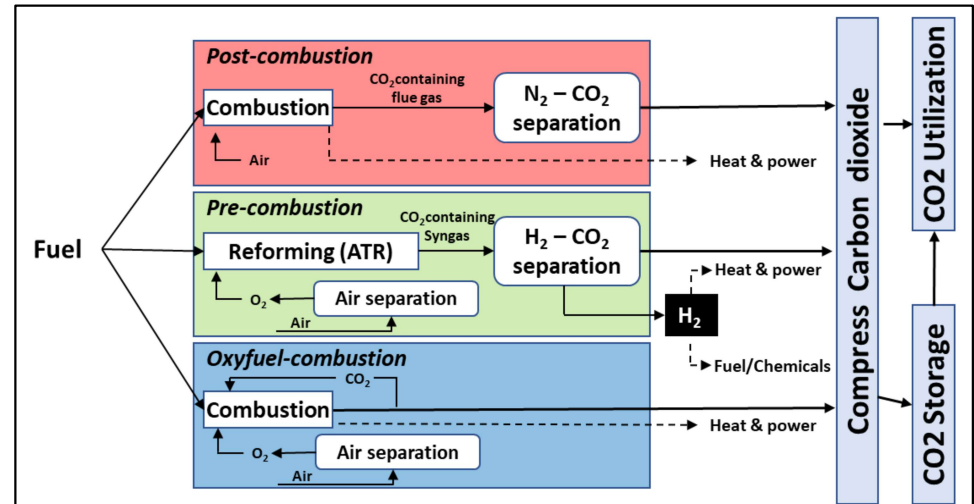 Post-combustion
CO₂containing
flue gas
Combustion
N₂ – CO₂
separation
Air
Heat & power
Fuel
Pre-combustion
CO₂containing
Syngas
Reforming (ATR)
H₂ – CO₂
separation
O₂
Air separation
Air
Heat & power
H₂
Fuel/Chemicals
Oxyfuel-combustion
CO₂
Combustion
Heat & power
O₂
Air separation
Air
Compress Carbon dioxide
CO2 Utilization
CO2 Storage